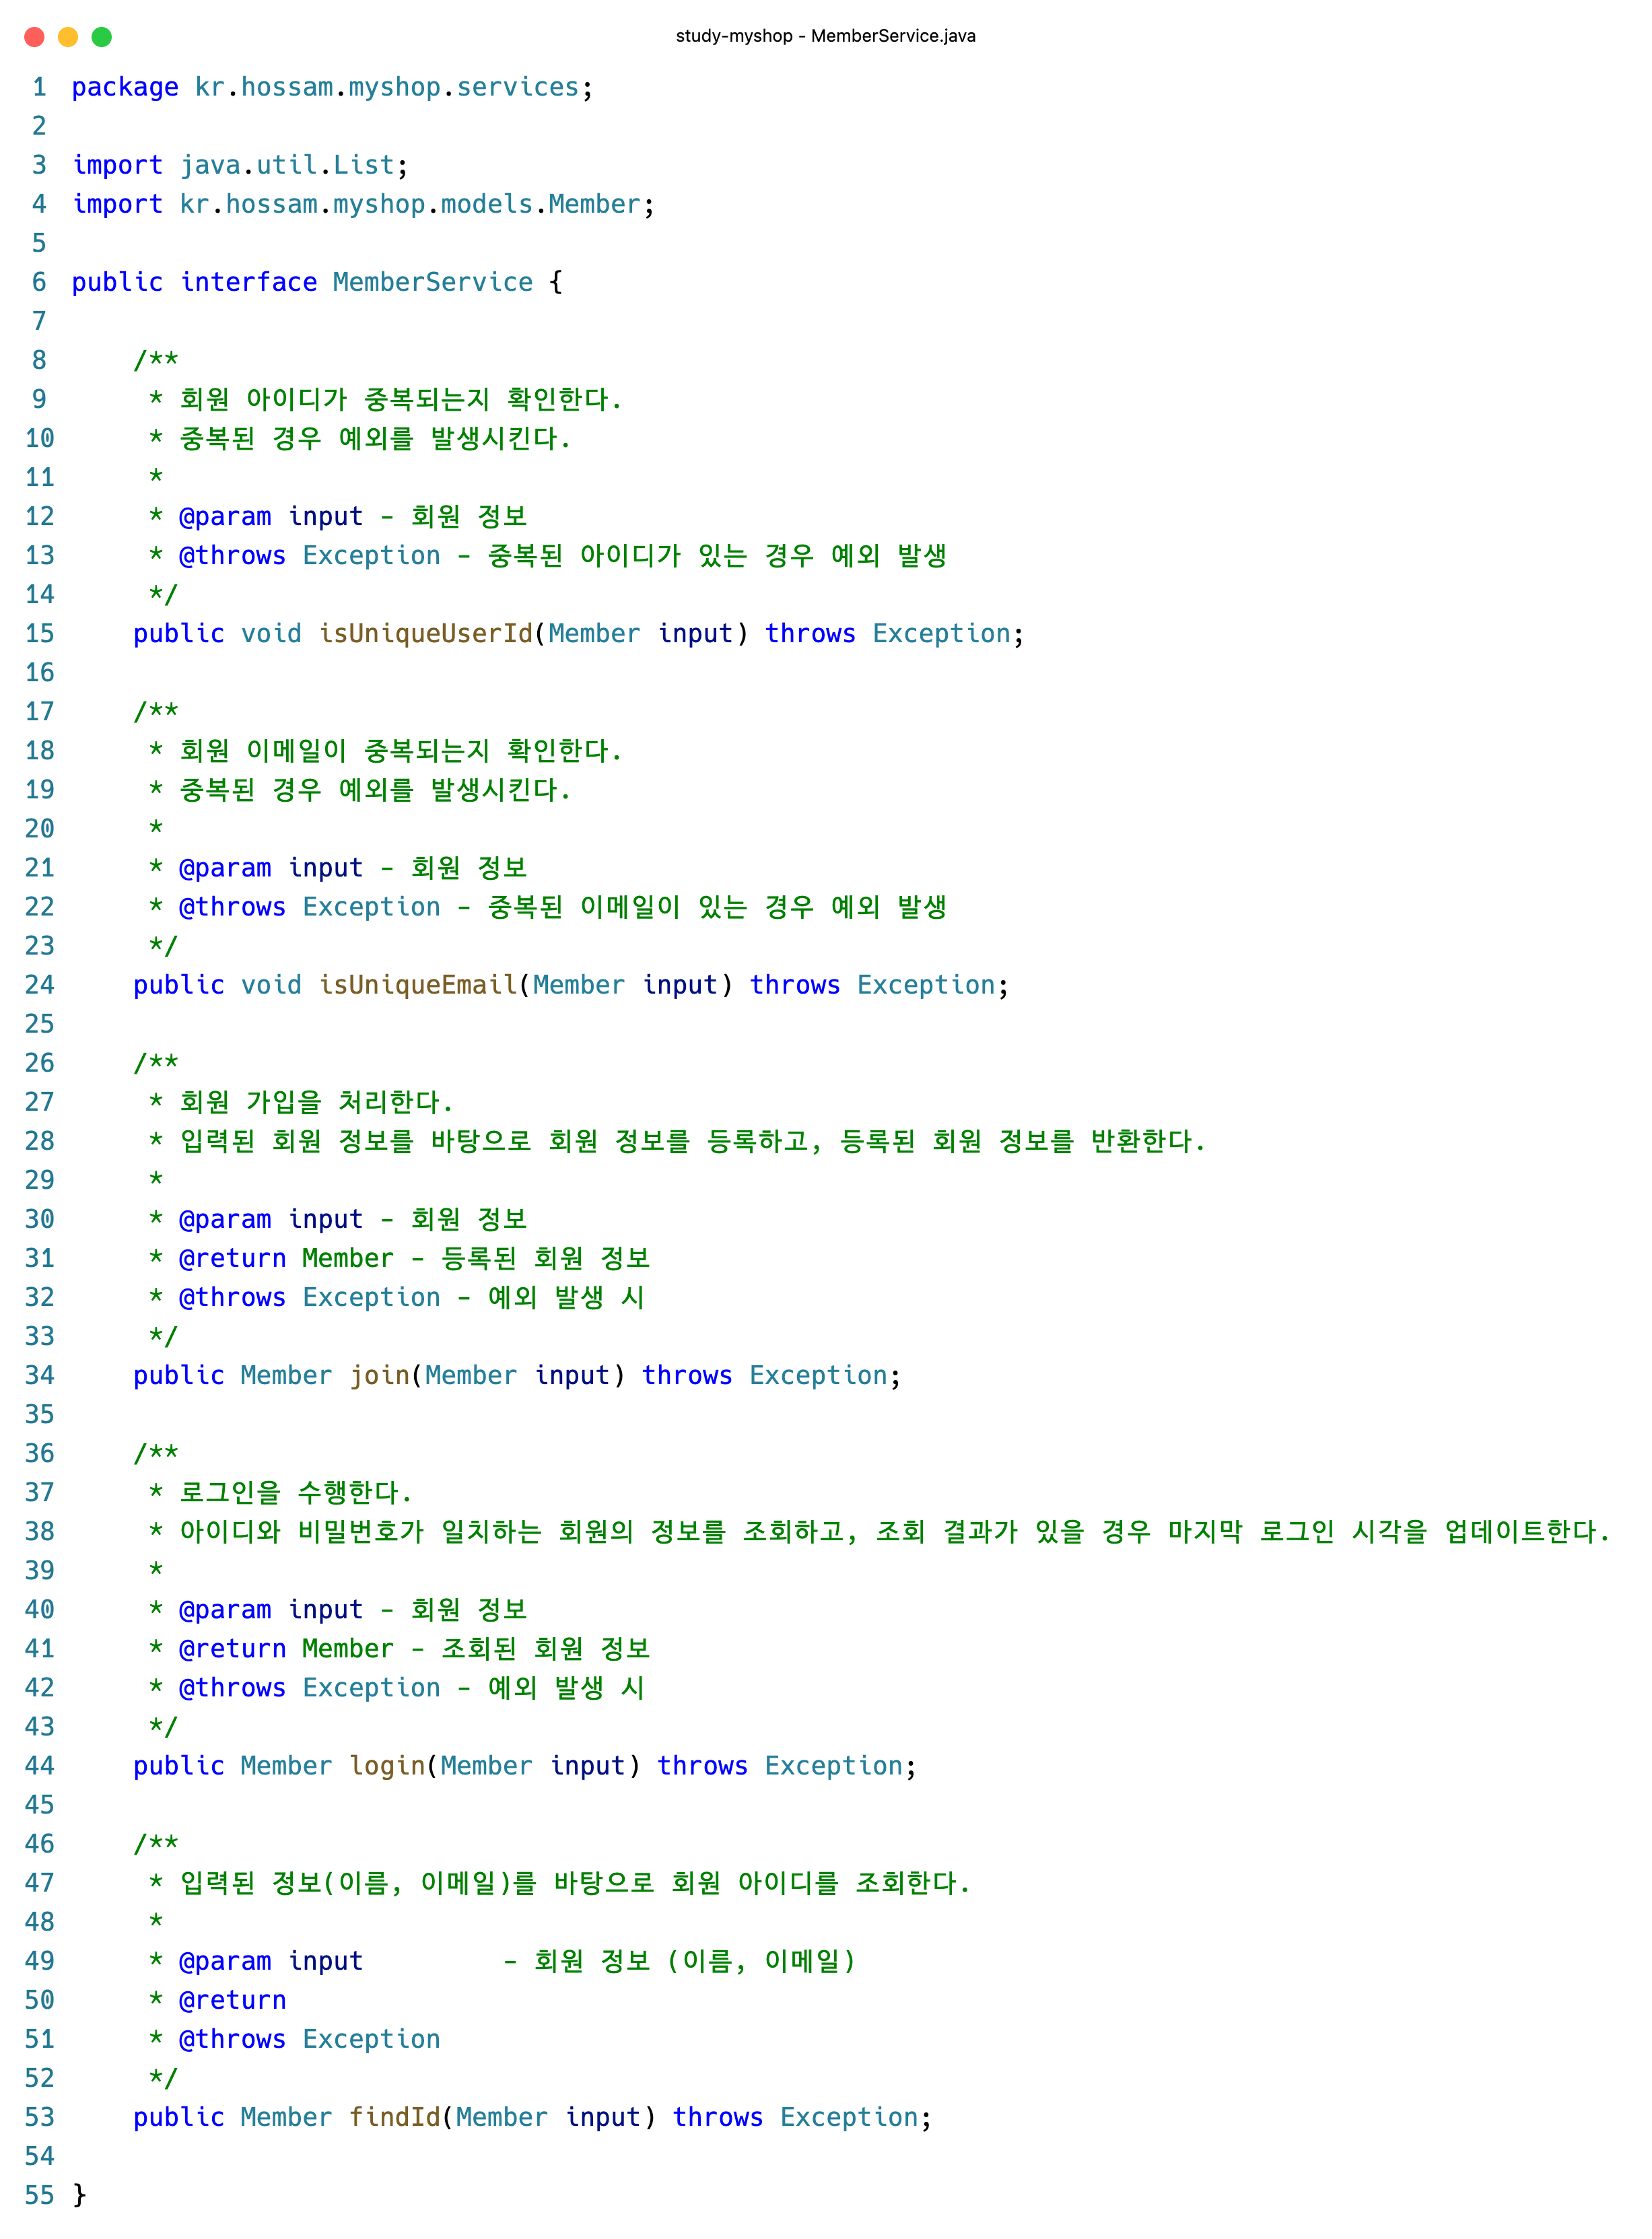 study-myshop - MemberService.java
1 package kr.hossam.myshop.services;
2
3 import java.util.List;
4 import kr.hossam.myshop.models.Member;
5
6 public interface MemberService {
7
8     /**
9      * 회원 아이디가 중복되는지 확인한다.
10      * 중복된 경우 예외를 발생시킨다.
11      *
12      * @param input - 회원 정보
13      * @throws Exception - 중복된 아이디가 있는 경우 예외 발생
14      */
15     public void isUniqueUserId(Member input) throws Exception;
16
17     /**
18      * 회원 이메일이 중복되는지 확인한다.
19      * 중복된 경우 예외를 발생시킨다.
20      *
21      * @param input - 회원 정보
22      * @throws Exception - 중복된 이메일이 있는 경우 예외 발생
23      */
24     public void isUniqueEmail(Member input) throws Exception;
25
26     /**
27      * 회원 가입을 처리한다.
28      * 입력된 회원 정보를 바탕으로 회원 정보를 등록하고, 등록된 회원 정보를 반환한다.
29      *
30      * @param input - 회원 정보
31      * @return Member - 등록된 회원 정보
32      * @throws Exception - 예외 발생 시
33      */
34     public Member join(Member input) throws Exception;
35
36     /**
37      * 로그인을 수행한다.
38      * 아이디와 비밀번호가 일치하는 회원의 정보를 조회하고, 조회 결과가 있을 경우 마지막 로그인 시각을 업데이트한다.
39      *
40      * @param input - 회원 정보
41      * @return Member - 조회된 회원 정보
42      * @throws Exception - 예외 발생 시
43      */
44     public Member login(Member input) throws Exception;
45
46     /**
47      * 입력된 정보(이름, 이메일)를 바탕으로 회원 아이디를 조회한다.
48      *
49      * @param input         - 회원 정보 (이름, 이메일)
50      * @return
51      * @throws Exception
52      */
53     public Member findId(Member input) throws Exception;
54
55 }